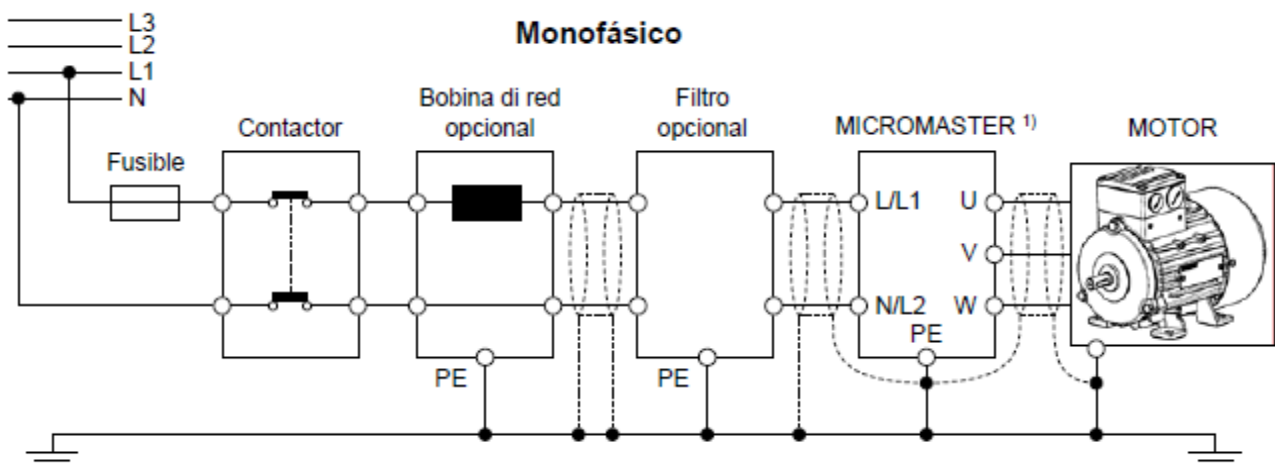 Monofásico
L3
L2
L1
N
Fusible
Contactor
Bobina di red
opcional
Filtro
opcional
MICROMASTER ¹⁾
MOTOR
L/L1
U
V
N/L2
W
PE
PE
PE